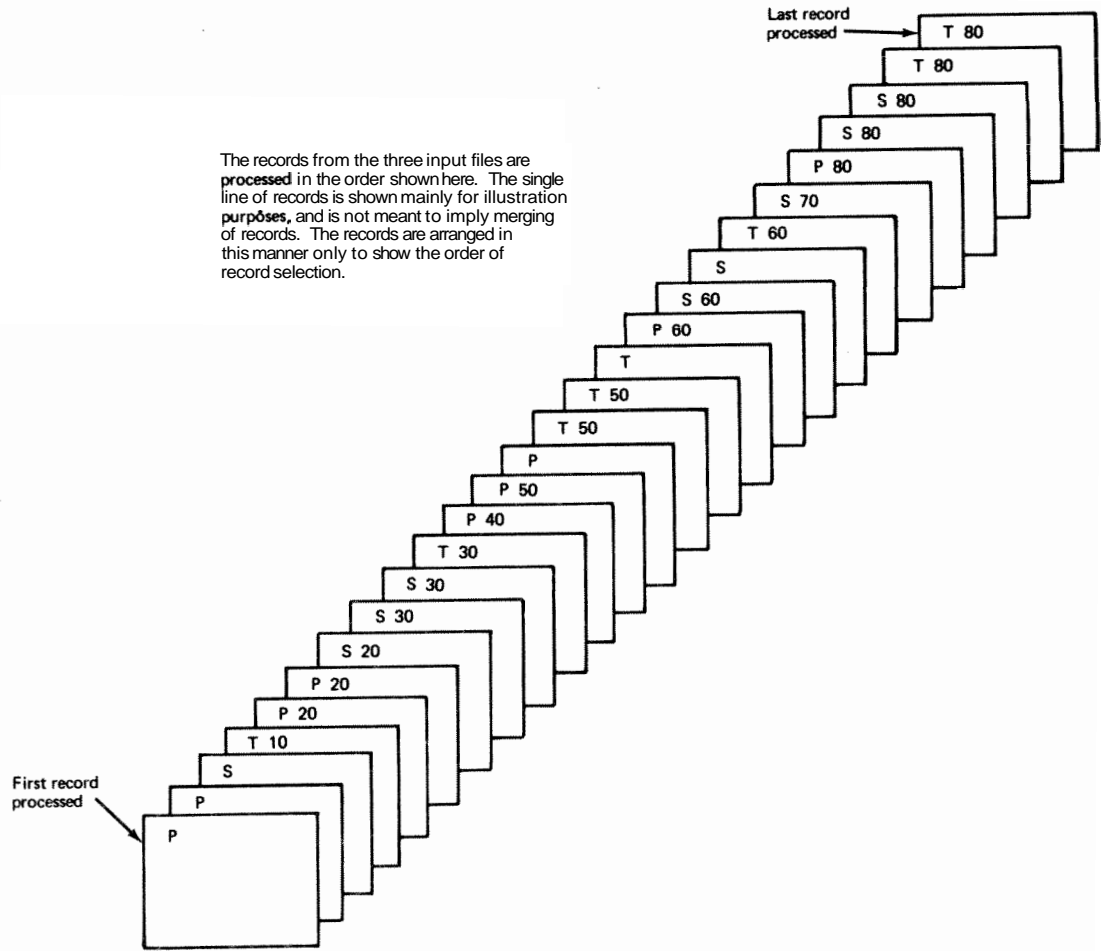 Last record
processed
T 80
T 80
S 80
S 80
P 80
S 70
T 60
S
S 60
P 60
T
T 50
T 50
P
P 50
P 40
T 30
S 30
S 30
S 20
P 20
P 20
T 10
S
P
P
The records from the three input files are
processed in the order shown here. The single
line of records is shown mainly for illustration
purposes, and is not meant to imply merging
of records. The records are arranged in
this manner only to show the order of
record selection.
First record
processed